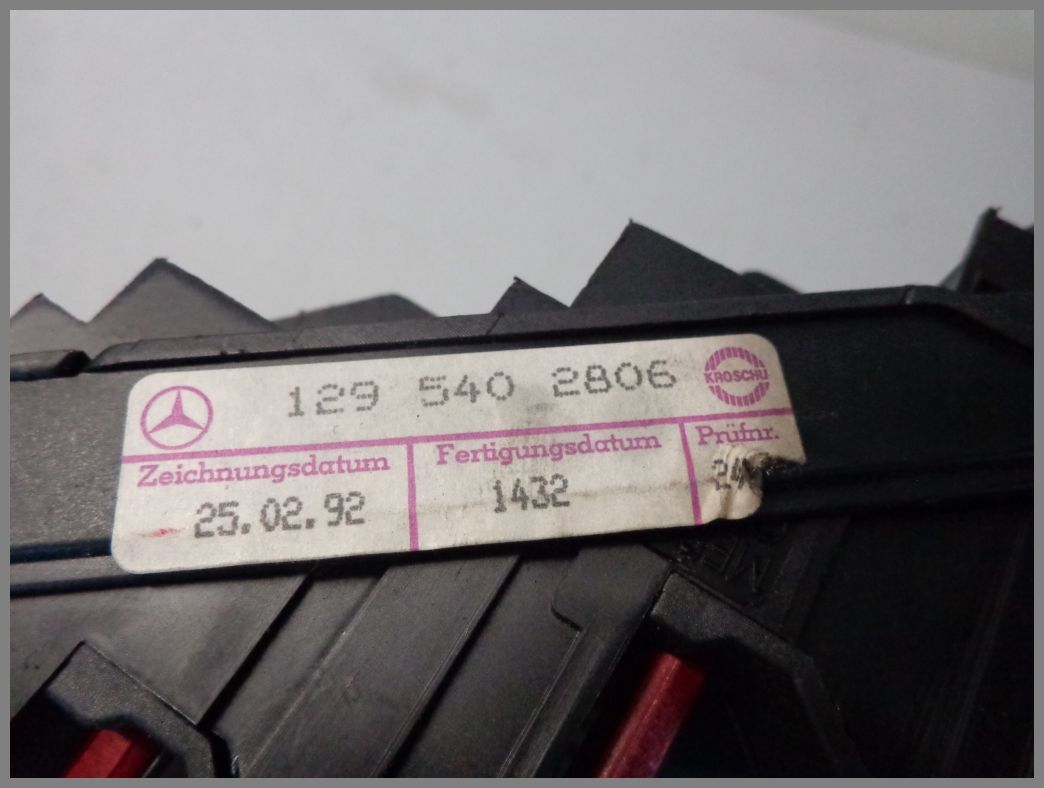 129 540 2806 KROSCHU
Zeichnungsdatum Fertigungsdatum Prüfnr.
25.02.92 1432